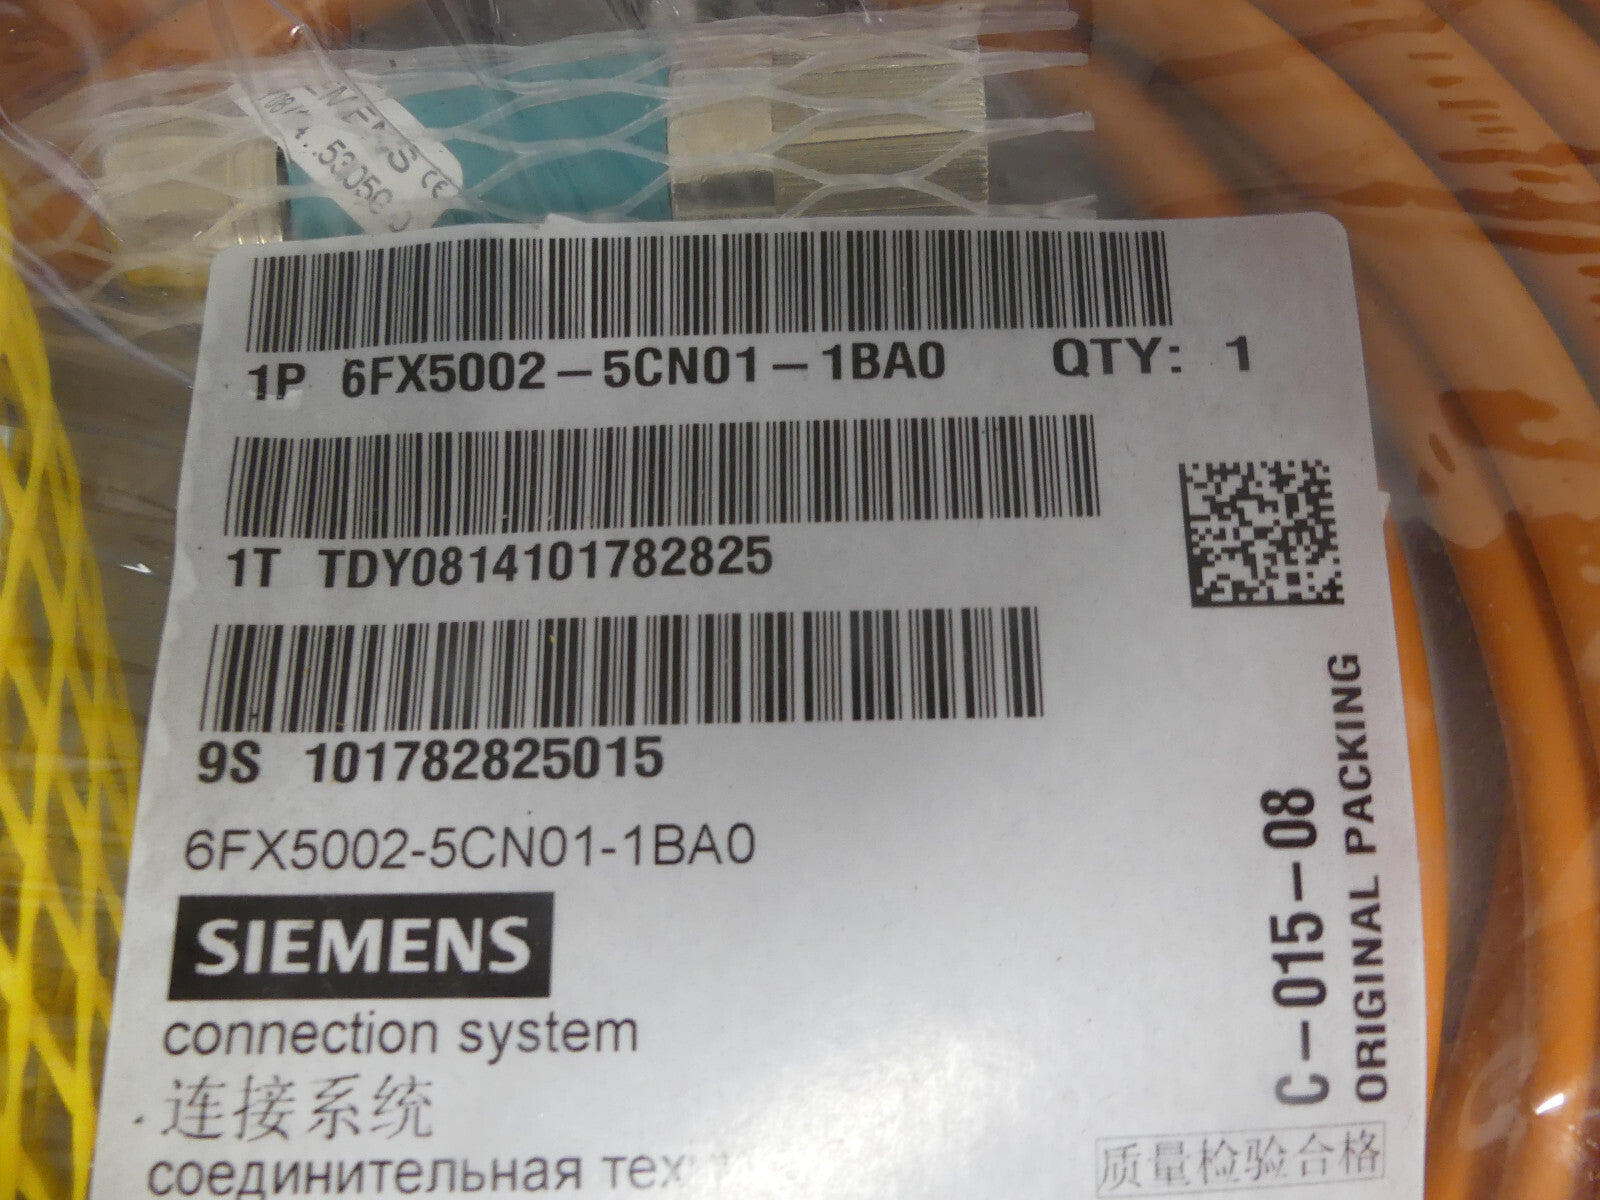 CE
1P 6FX5002-5CN01-1BA0 QTY: 1
1T TDY0814101782825
9S 101782825015
6FX5002-5CN01-1BA0
SIEMENS
connection system
连接系统
соединительная
C-015-08
ORIGINAL PACKING
质量检验合格